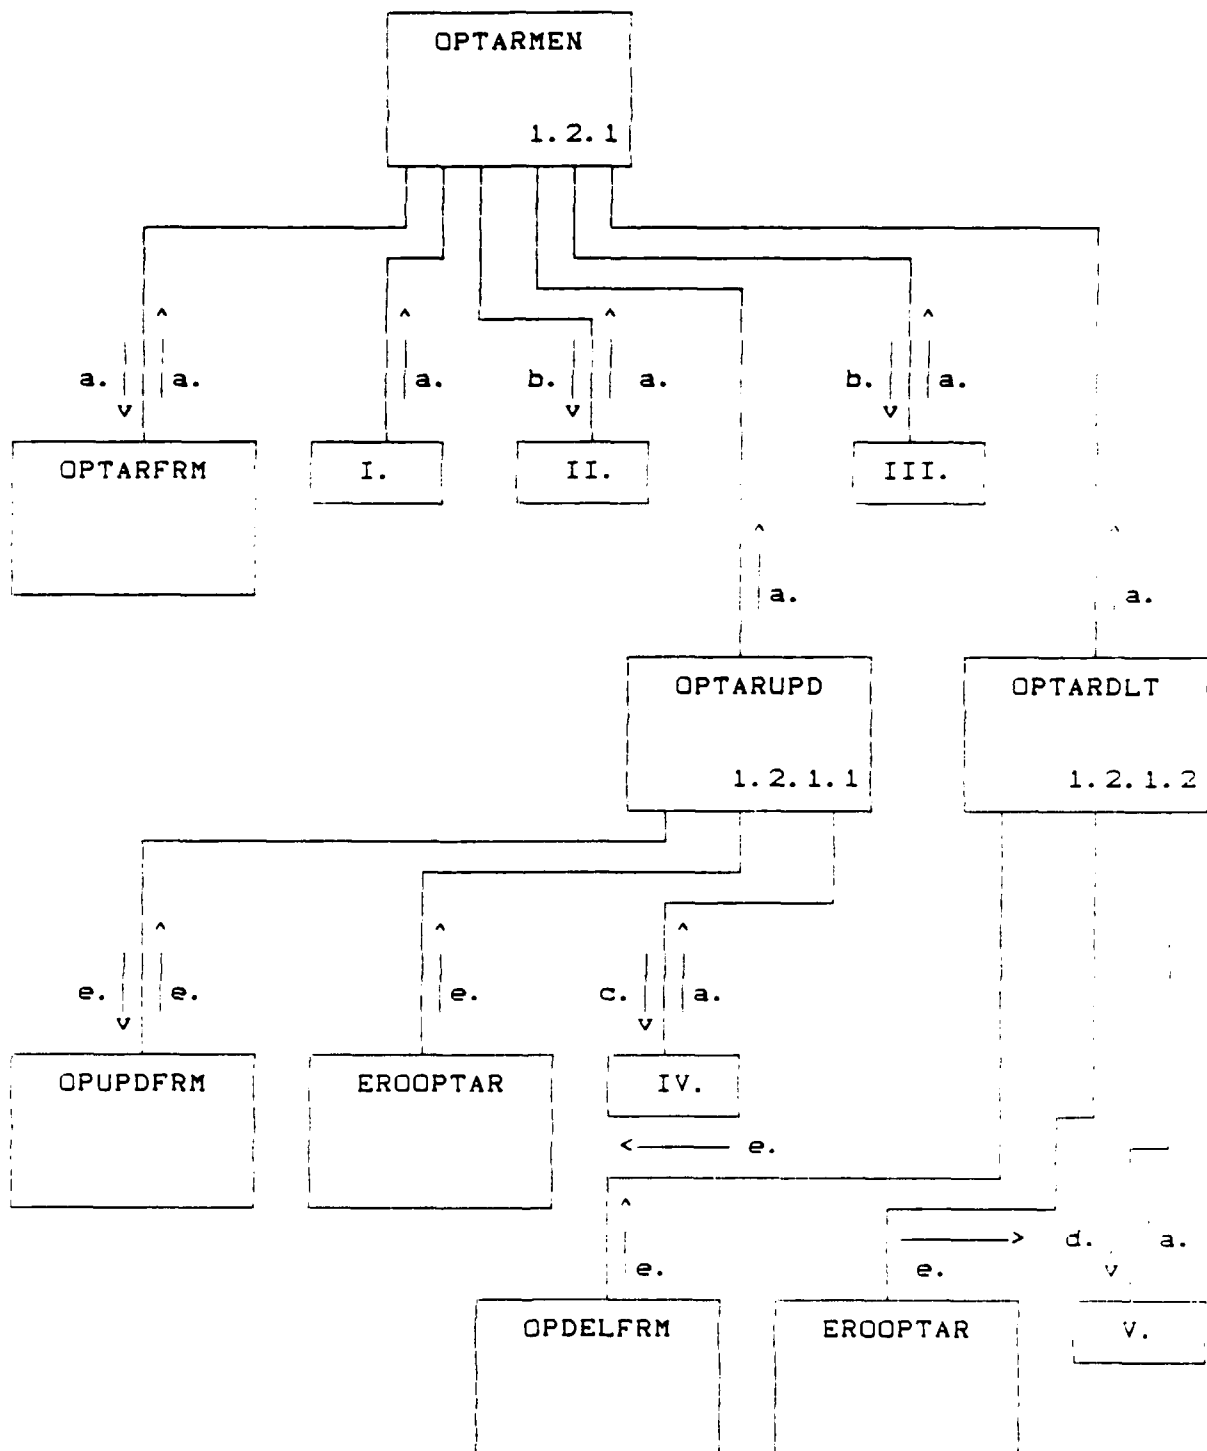 OPTARMEN
1.2.1
a. a. a. b. a. b. a.
OPTARFRM I. II. III.
a. a.
OPTARUPD OPTARDLT
1.2.1.1 1.2.1.2
e. e. e. c. a.
OPUPDFRM EROOPTAR IV.
e.
d. a.
e. e.
OPDELFRM EROOPTAR V.